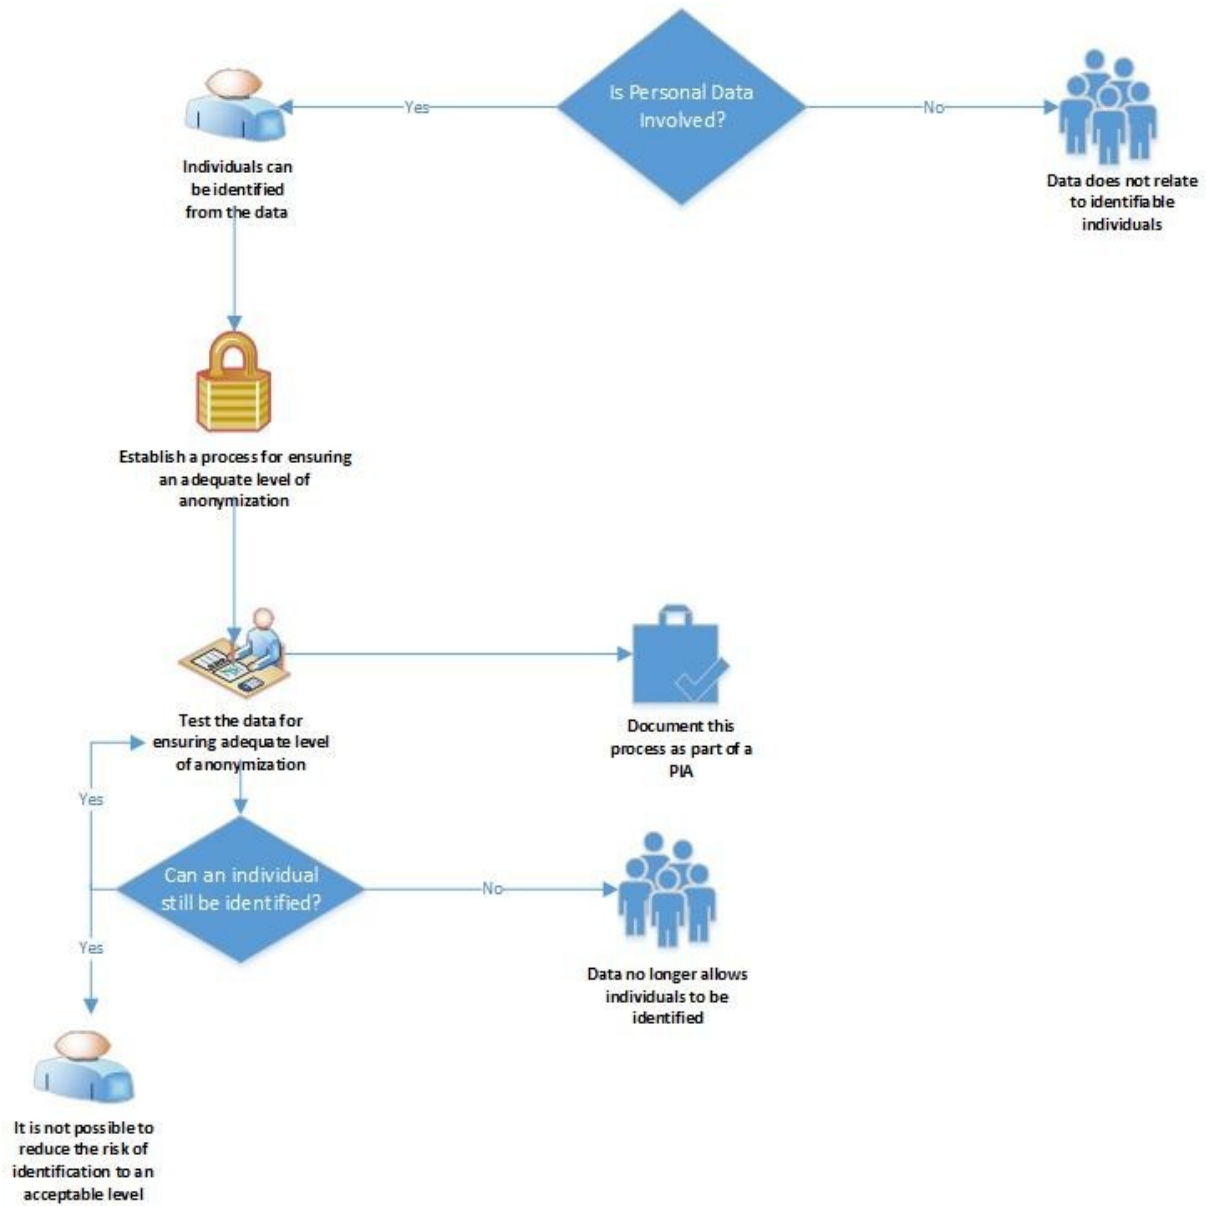 Is Personal Data
Involved?
Yes
No
Individuals can
be identified
from the data
Data does not relate
to identifiable
individuals
Establish a process for ensuring
an adequate level of
anonymization
Test the data for
ensuring adequate level
of anonymization
Document this
process as part of a
PIA
Yes
Can an individual
still be identified?
No
Yes
Data no longer allows
individuals to be
identified
It is not possible to
reduce the risk of
identification to an
acceptable level